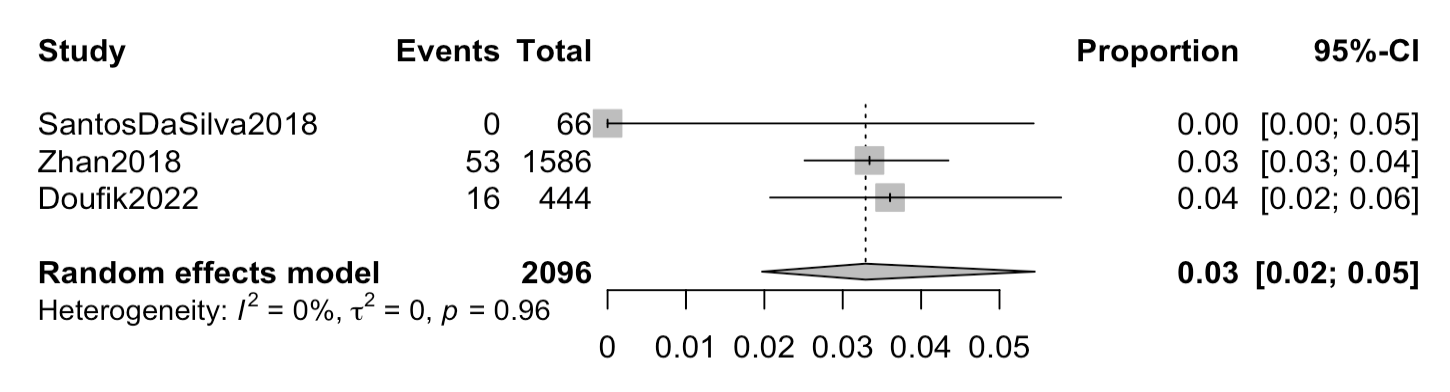 Study Events Total Proportion 95%-CI
SantosDaSilva2018 0 66 0.00 [0.00; 0.05]
Zhan2018 53 1586 0.03 [0.03; 0.04]
Doufik2022 16 444 0.04 [0.02; 0.06]
Random effects model 2096 0.03 [0.02; 0.05]
Heterogeneity: I² = 0%, τ² = 0, p = 0.96
0 0.01 0.02 0.03 0.04 0.05